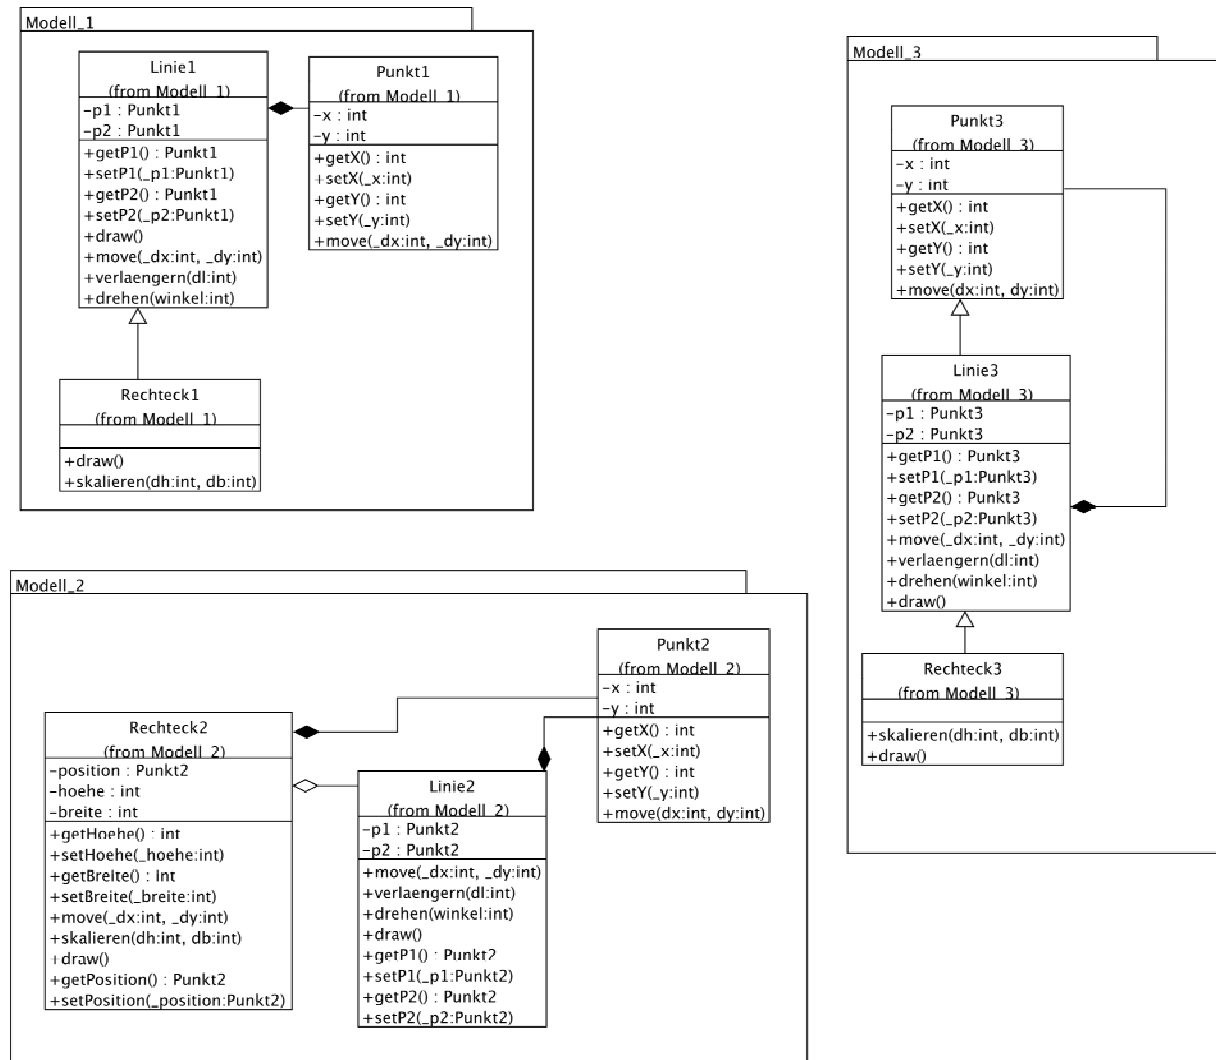 Modell_1
Linie1
(from Modell_1)
-p1 : Punkt1
-p2 : Punkt1
+getP1() : Punkt1
+setP1(_p1:Punkt1)
+getP2() : Punkt1
+setP2(_p2:Punkt1)
+draw()
+move(_dx:int, _dy:int)
+verlaengern(dl:int)
+drehen(winkel:int)
Punkt1
(from Modell_1)
-x : int
-y : int
+getX() : int
+setX(_x:int)
+getY() : int
+setY(_y:int)
+move(_dx:int, _dy:int)
Rechteck1
(from Modell_1)
+draw()
+skalieren(dh:int, db:int)
Modell_3
Punkt3
(from Modell_3)
-x : int
-y : int
+getX() : int
+setX(_x:int)
+getY() : int
+setY(_y:int)
+move(dx:int, dy:int)
Linie3
(from Modell_3)
-p1 : Punkt3
-p2 : Punkt3
+getP1() : Punkt3
+setP1(_p1:Punkt3)
+getP2() : Punkt3
+setP2(_p2:Punkt3)
+move(_dx:int, _dy:int)
+verlaengern(dl:int)
+drehen(winkel:int)
+draw()
Rechteck3
(from Modell_3)
+skalieren(dh:int, db:int)
+draw()
Modell_2
Rechteck2
(from Modell_2)
-position : Punkt2
-hoehe : int
-breite : int
+getHoehe() : int
+setHoehe(_hoehe:int)
+getBreite() : int
+setBreite(_breite:int)
+move(_dx:int, _dy:int)
+skalieren(dh:int, db:int)
+draw()
+getPosition() : Punkt2
+setPosition(_position:Punkt2)
Linie2
(from Modell_2)
-p1 : Punkt2
-p2 : Punkt2
+move(_dx:int, _dy:int)
+verlaengern(dl:int)
+drehen(winkel:int)
+draw()
+getP1() : Punkt2
+setP1(_p1:Punkt2)
+getP2() : Punkt2
+setP2(_p2:Punkt2)
Punkt2
(from Modell_2)
-x : int
-y : int
+getX() : int
+setX(_x:int)
+getY() : int
+setY(_y:int)
+move(dx:int, dy:int)